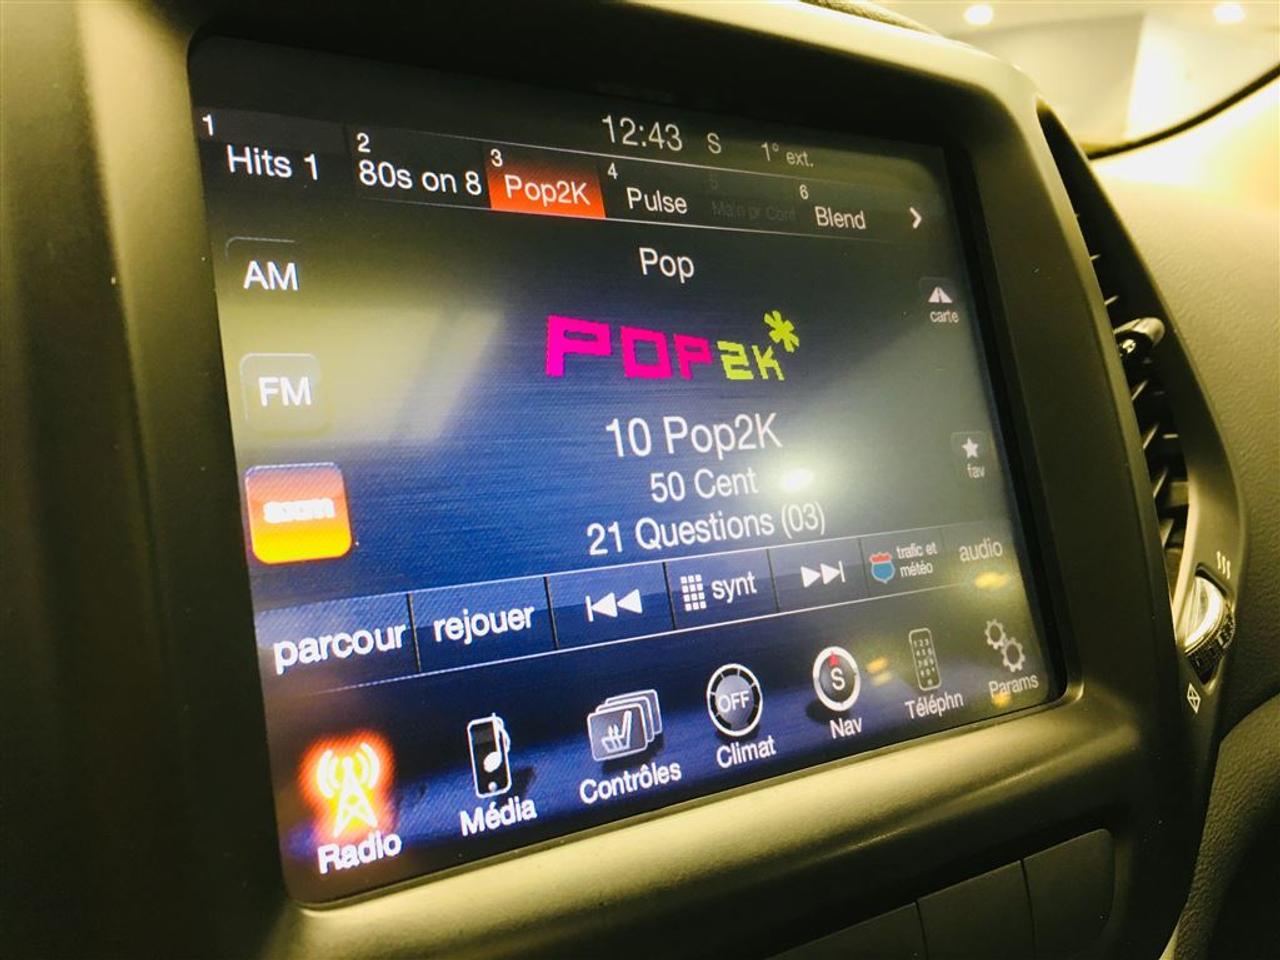 12:43 S 1° ext.
1 Hits 1
2 80s on 8
3 Pop2K
4 Pulse
5
6 Blend
Pop
AM
carte
POP2K*
FM
10 Pop2K
fav
50 Cent
sxm
21 Questions (03)
parcour
rejouer
synt
trafic et
météo
audio
Radio
Média
Contrôles
OFF
Climat
S
Nav
Téléphn
Params